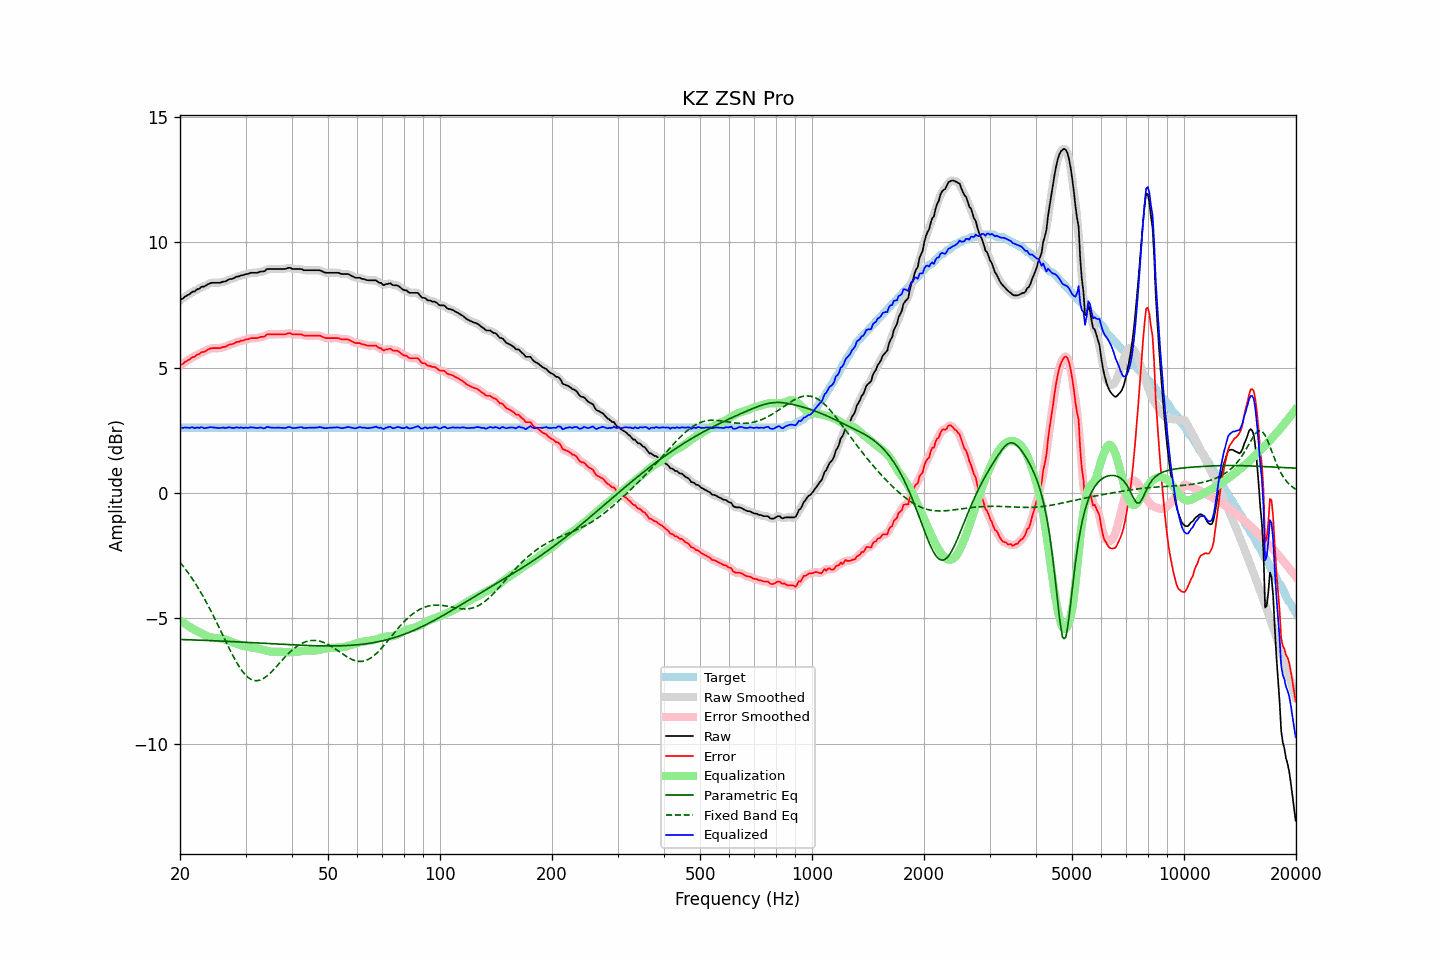 KZ ZSN Pro
Amplitude (dBr)
15
10
5
0
−5
−10
Target
Raw Smoothed
Error Smoothed
Raw
Error
Equalization
Parametric Eq
Fixed Band Eq
Equalized
20 50 100 200 500 1000 2000 5000 10000 20000
Frequency (Hz)